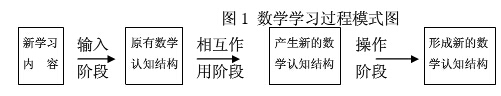 图 1 数学学习过程模式图
新学习
内 容
输入
阶段
原有数学
认知结构
相互作
用阶段
产生新的数
学认知结构
操作
阶段
形成新的数
学认知结构